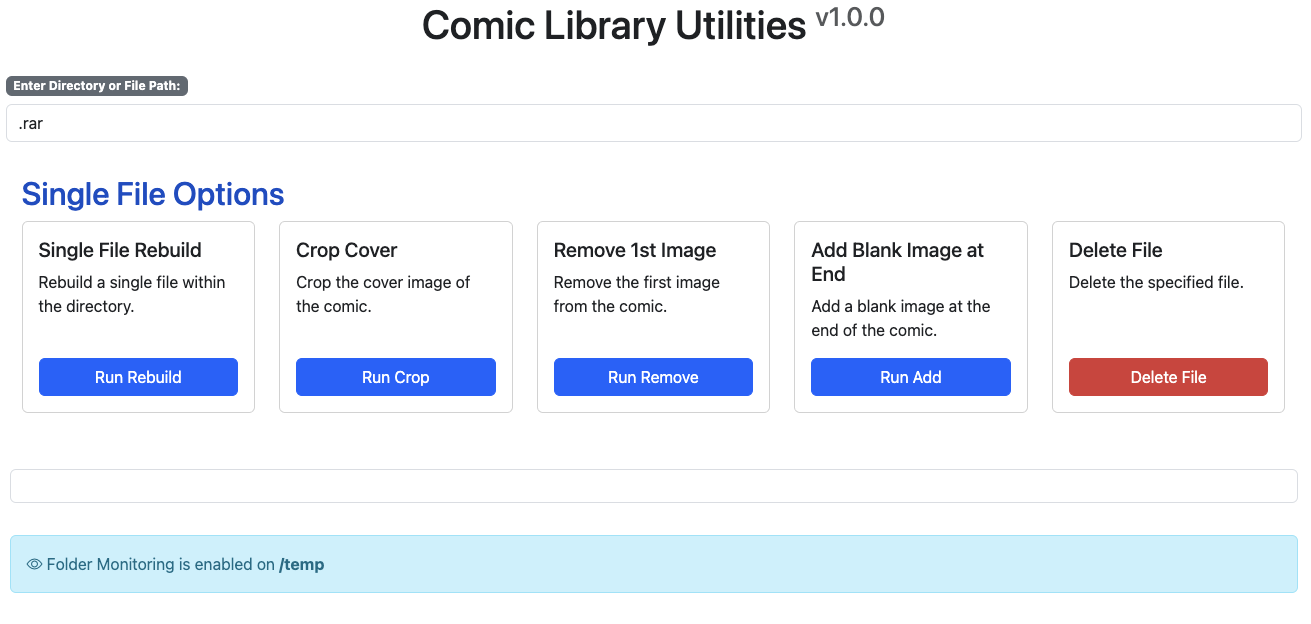 Comic Library Utilities v1.0.0
Enter Directory or File Path:
.rar
Single File Options
Single File Rebuild
Rebuild a single file within
the directory.
Run Rebuild
Crop Cover
Crop the cover image of
the comic.
Run Crop
Remove 1st Image
Remove the first image
from the comic.
Run Remove
Add Blank Image at
End
Add a blank image at the
end of the comic.
Run Add
Delete File
Delete the specified file.
Delete File
Folder Monitoring is enabled on /temp